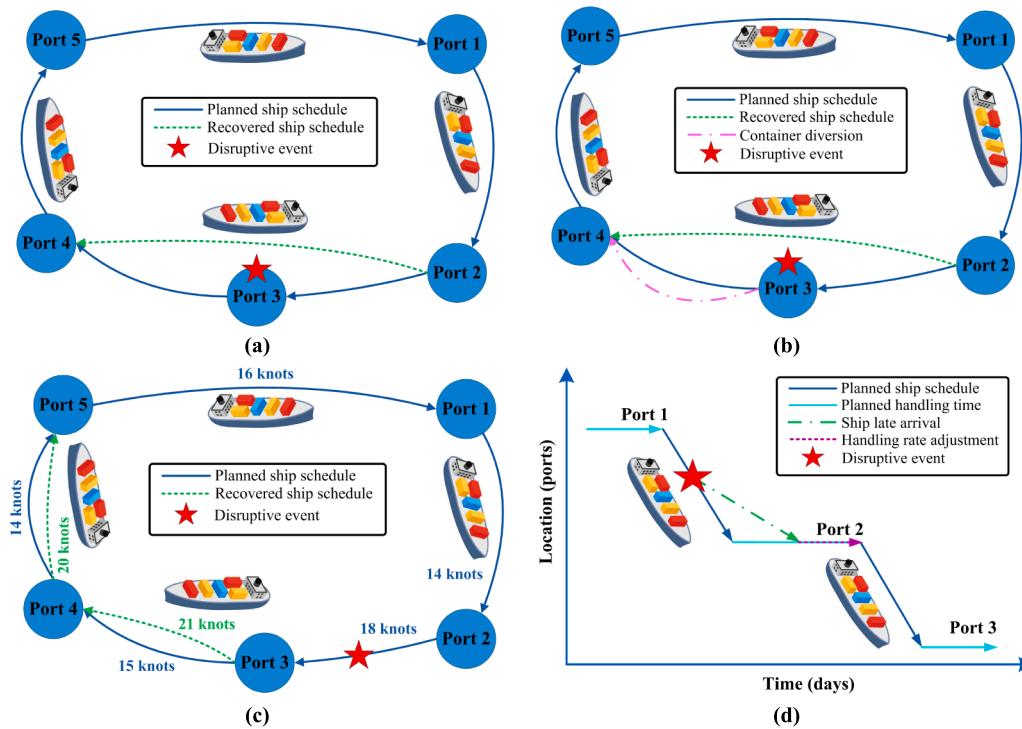 Port 5
Port 1
Planned ship schedule
Recovered ship schedule
Disruptive event
Port 4
Port 2
Port 3
(a)
Port 5
Port 1
Planned ship schedule
Recovered ship schedule
Container diversion
Disruptive event
Port 4
Port 2
Port 3
(b)
16 knots
Port 5
Port 1
Planned ship schedule
Recovered ship schedule
Disruptive event
14 knots
20 knots
14 knots
Port 4
21 knots
18 knots
Port 2
15 knots
Port 3
(c)
Planned ship schedule
Planned handling time
Ship late arrival
Handling rate adjustment
Disruptive event
Port 1
Location (ports)
Port 2
Port 3
Time (days)
(d)